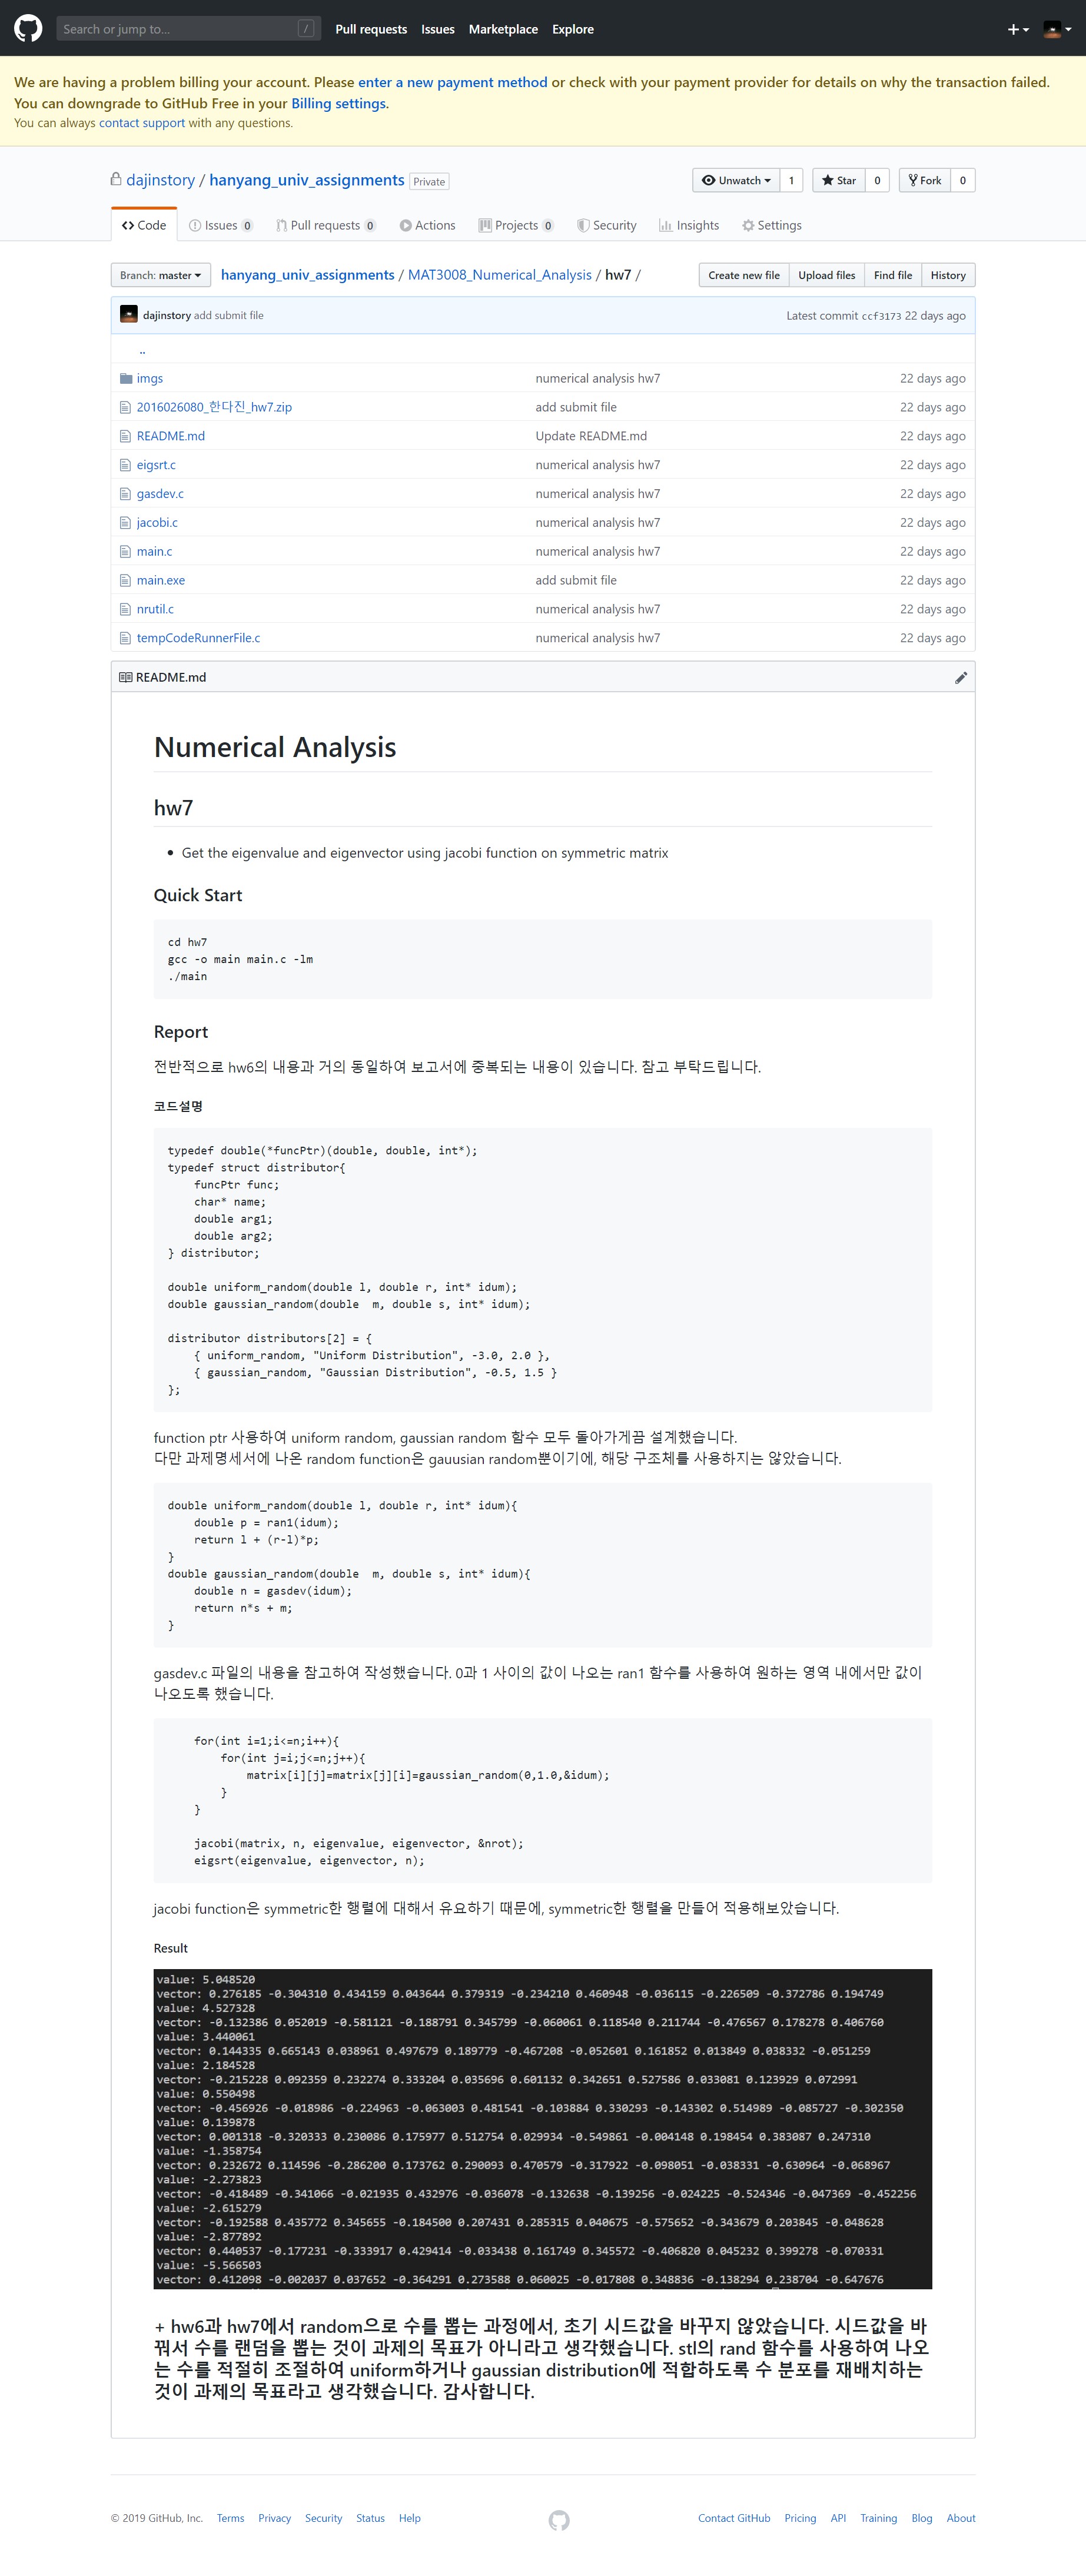 Search or jump to... /
Pull requests Issues Marketplace Explore
We are having a problem billing your account. Please enter a new payment method or check with your payment provider for details on why the transaction failed.
You can downgrade to GitHub Free in your Billing settings.
You can always contact support with any questions.
dajinstory / hanyang_univ_assignments Private
Unwatch 1 Star 0 Fork 0
Code Issues 0 Pull requests 0 Actions Projects 0 Security Insights Settings
Branch: master hanyang_univ_assignments / MAT3008_Numerical_Analysis / hw7 /
Create new file Upload files Find file History
dajinstory add submit file Latest commit ccf3173 22 days ago
..
imgs numerical analysis hw7 22 days ago
2016026080_한다진_hw7.zip add submit file 22 days ago
README.md Update README.md 22 days ago
eigsrt.c numerical analysis hw7 22 days ago
gasdev.c numerical analysis hw7 22 days ago
jacobi.c numerical analysis hw7 22 days ago
main.c numerical analysis hw7 22 days ago
main.exe add submit file 22 days ago
nrutil.c numerical analysis hw7 22 days ago
tempCodeRunnerFile.c numerical analysis hw7 22 days ago
README.md
Numerical Analysis
hw7
• Get the eigenvalue and eigenvector using jacobi function on symmetric matrix
Quick Start
cd hw7
gcc -o main main.c -lm
./main
Report
전반적으로 hw6의 내용과 거의 동일하여 보고서에 중복되는 내용이 있습니다. 참고 부탁드립니다.
코드설명
typedef double(*funcPtr)(double, double, int*);
typedef struct distributor{
    funcPtr func;
    char* name;
    double arg1;
    double arg2;
} distributor;
double uniform_random(double l, double r, int* idum);
double gaussian_random(double  m, double s, int* idum);
distributor distributors[2] = {
    { uniform_random, "Uniform Distribution", -3.0, 2.0 },
    { gaussian_random, "Gaussian Distribution", -0.5, 1.5 }
};
function ptr 사용하여 uniform random, gaussian random 함수 모두 돌아가게끔 설계했습니다.
다만 과제명세서에 나온 random function은 gauusian random뿐이기에, 해당 구조체를 사용하지는 않았습니다.
double uniform_random(double l, double r, int* idum){
    double p = ran1(idum);
    return l + (r-l)*p;
}
double gaussian_random(double  m, double s, int* idum){
    double n = gasdev(idum);
    return n*s + m;
}
gasdev.c 파일의 내용을 참고하여 작성했습니다. 0과 1 사이의 값이 나오는 ran1 함수를 사용하여 원하는 영역 내에서만 값이
나오도록 했습니다.
    for(int i=1;i<=n;i++){
        for(int j=i;j<=n;j++){
            matrix[i][j]=matrix[j][i]=gaussian_random(0,1.0,&idum);
        }
    }
    jacobi(matrix, n, eigenvalue, eigenvector, &nrot);
    eigsrt(eigenvalue, eigenvector, n);
jacobi function은 symmetric한 행렬에 대해서 유요하기 때문에, symmetric한 행렬을 만들어 적용해보았습니다.
Result
value: 5.048520
vector: 0.276185 -0.304310 0.434159 0.043644 0.379319 -0.234210 0.460948 -0.036115 -0.226509 -0.372786 0.194749
value: 4.527328
vector: -0.132386 0.052019 -0.581121 -0.188791 0.345799 -0.060061 0.118540 0.211744 -0.476567 0.178278 0.406760
value: 3.440061
vector: 0.144335 0.665143 0.038961 0.497679 0.189779 -0.467208 -0.052601 0.161852 0.013849 0.038332 -0.051259
value: 2.184528
vector: -0.215228 0.092359 0.232274 0.333204 0.035696 0.601132 0.342651 0.527586 0.033081 0.123929 0.072991
value: 0.550498
vector: -0.456926 -0.018986 -0.224963 -0.063003 0.481541 -0.103884 0.330293 -0.143302 0.514989 -0.085727 -0.302350
value: 0.139878
vector: 0.001318 -0.320333 0.230086 0.175977 0.512754 0.029934 -0.549861 -0.004148 0.198454 0.383087 0.247310
value: -1.358754
vector: 0.232672 0.114596 -0.286200 0.173762 0.290093 0.470579 -0.317922 -0.098051 -0.038331 -0.630964 -0.068967
value: -2.273823
vector: -0.418489 -0.341066 -0.021935 0.432976 -0.036078 -0.132638 -0.139256 -0.024225 -0.524346 -0.047369 -0.452256
value: -2.615279
vector: -0.192588 0.435772 0.345655 -0.184500 0.207431 0.285315 0.040675 -0.575652 -0.343679 0.203845 -0.048628
value: -2.877892
vector: 0.440537 -0.177231 -0.333917 0.429414 -0.033438 0.161749 0.345572 -0.406820 0.045232 0.399278 -0.070331
value: -5.566503
vector: 0.412098 -0.002037 0.037652 -0.364291 0.273588 0.060025 -0.017808 0.348836 -0.138294 0.238704 -0.647676
+ hw6과 hw7에서 random으로 수를 뽑는 과정에서, 초기 시드값을 바꾸지 않았습니다. 시드값을 바
꿔서 수를 랜덤을 뽑는 것이 과제의 목표가 아니라고 생각했습니다. stl의 rand 함수를 사용하여 나오
는 수를 적절히 조절하여 uniform하거나 gaussian distribution에 적합하도록 수 분포를 재배치하는
것이 과제의 목표라고 생각했습니다. 감사합니다.
© 2019 GitHub, Inc. Terms Privacy Security Status Help Contact GitHub Pricing API Training Blog About